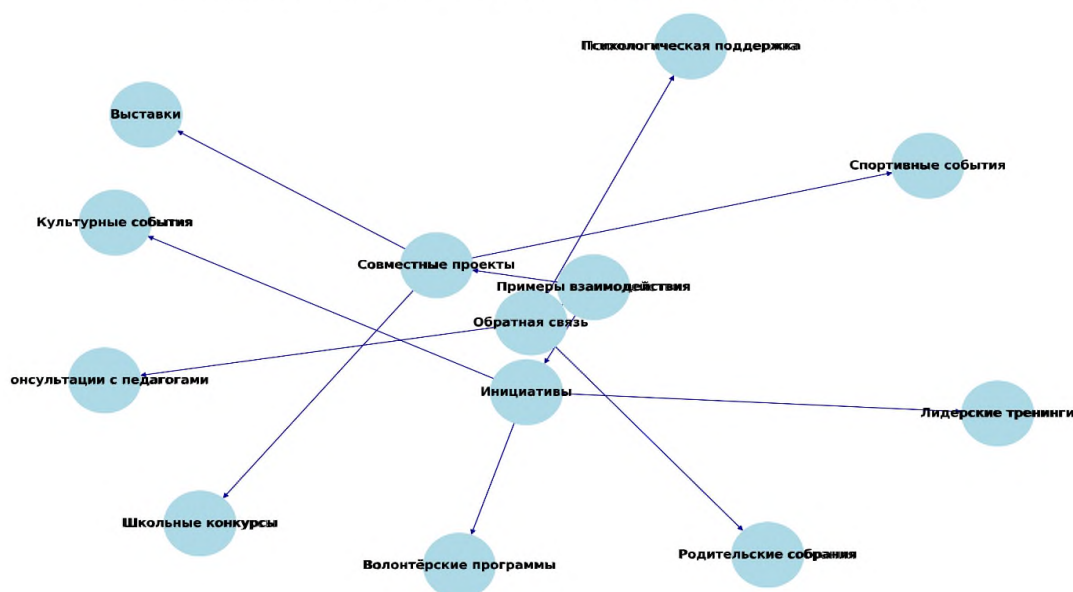 Психологическая поддержка
Выставки
Спортивные события
Культурные события
Совместные проекты
Примеры взаимодействия
Обратная связь
онсультации с педагогами
Инициативы
Лидерские тренинги
Школьные конкурсы
Волонтёрские программы
Родительские собрания